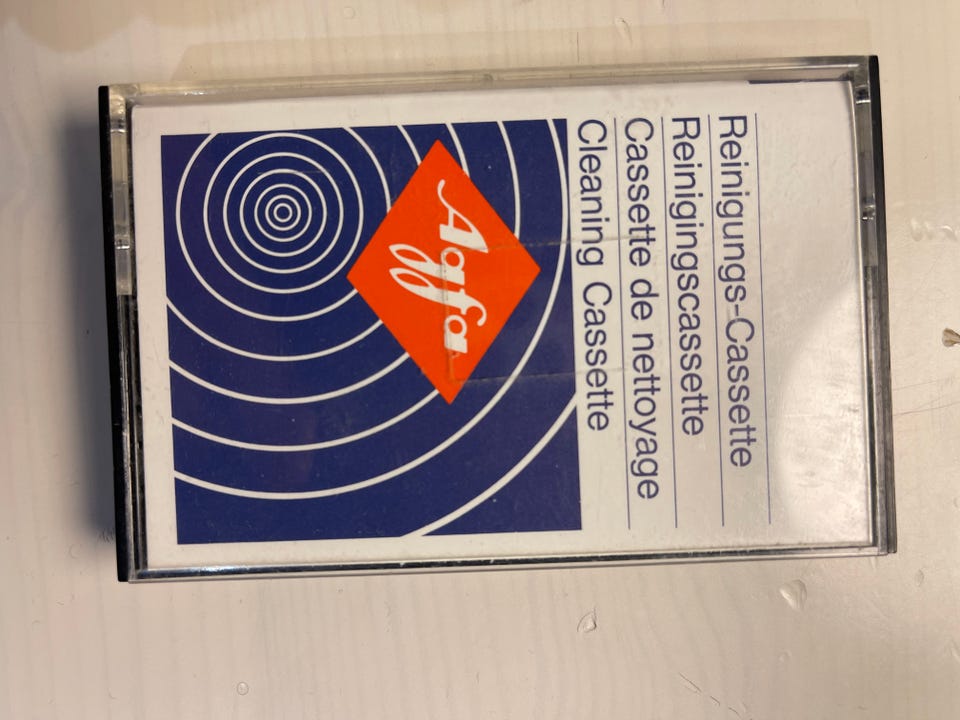 Reinigungs-Cassette
Reinigingscassette
Cassette de nettoyage
Cleaning Cassette
Agfa